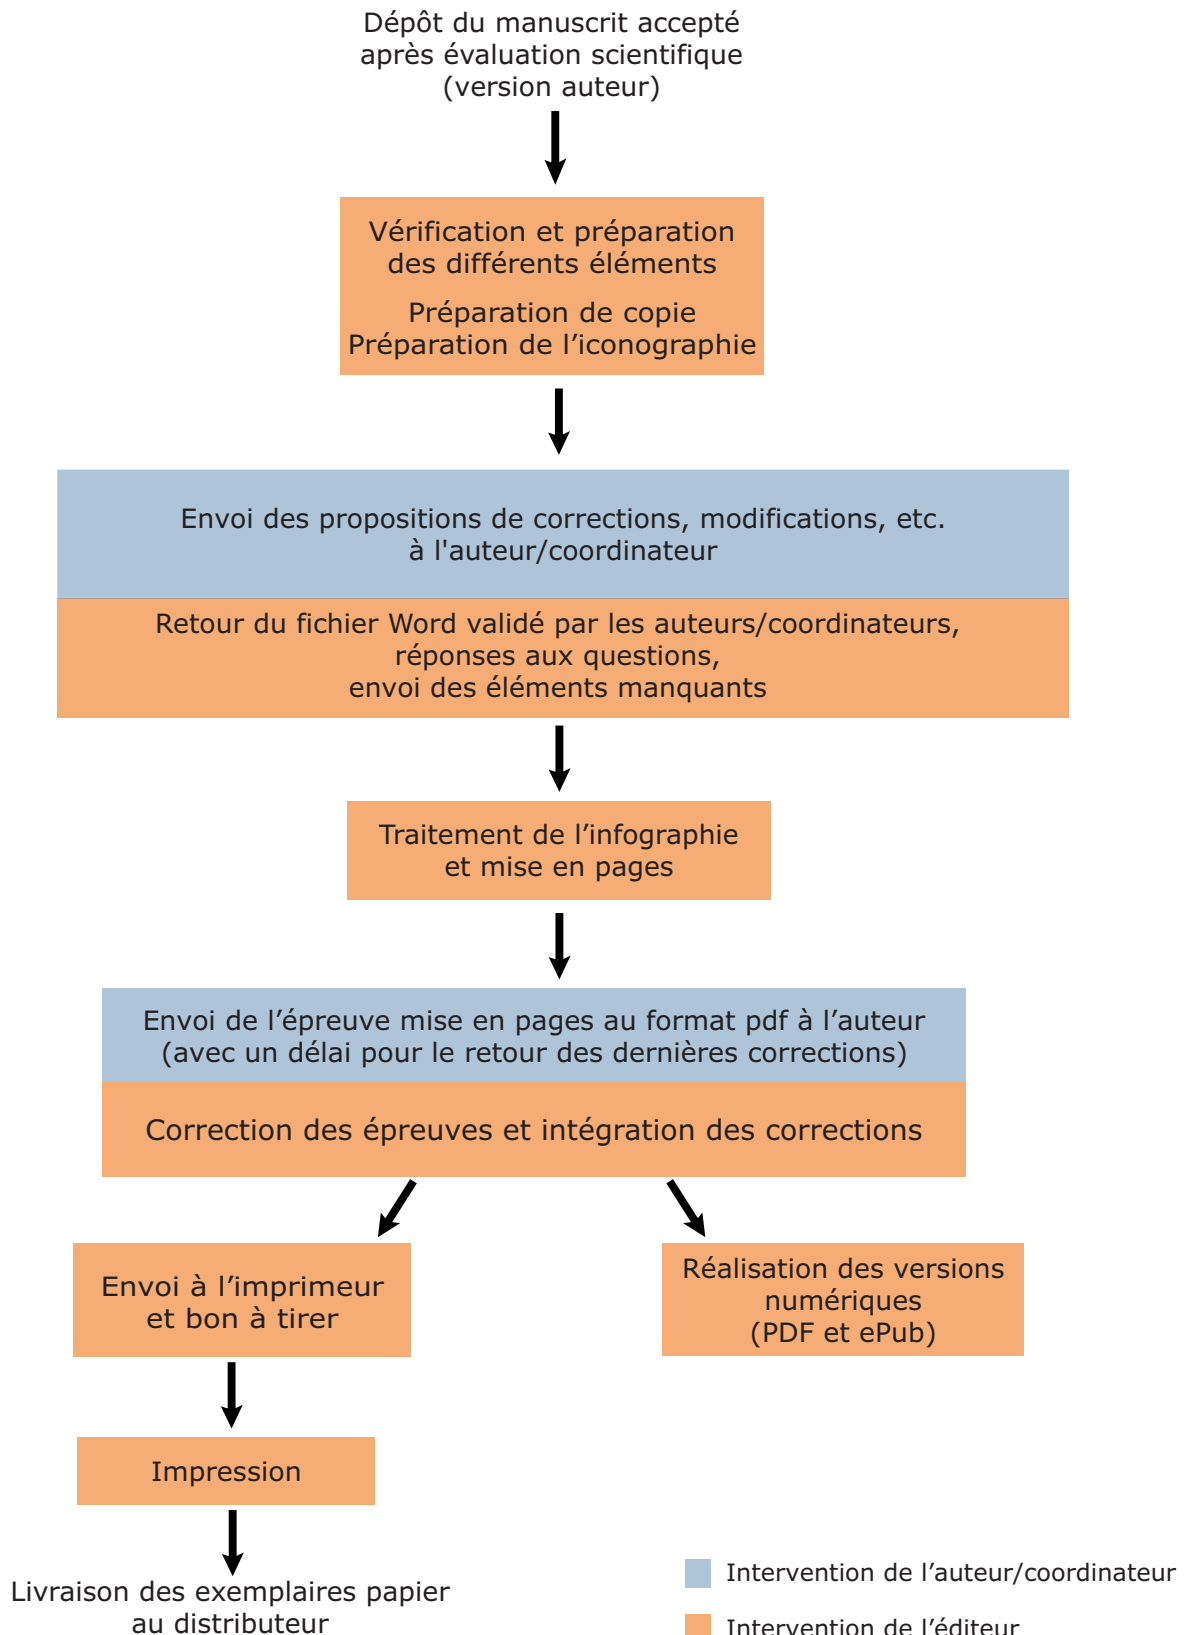 Dépôt du manuscrit accepté
après évaluation scientifique
(version auteur)
Vérification et préparation
des différents éléments
Préparation de copie
Préparation de l’iconographie
Envoi des propositions de corrections, modifications, etc.
à l'auteur/coordinateur
Retour du fichier Word validé par les auteurs/coordinateurs,
réponses aux questions,
envoi des éléments manquants
Traitement de l’infographie
et mise en pages
Envoi de l’épreuve mise en pages au format pdf à l’auteur
(avec un délai pour le retour des dernières corrections)
Correction des épreuves et intégration des corrections
Envoi à l’imprimeur
et bon à tirer
Réalisation des versions
numériques
(PDF et ePub)
Impression
Livraison des exemplaires papier
au distributeur
Intervention de l’auteur/coordinateur
Intervention de l’éditeur